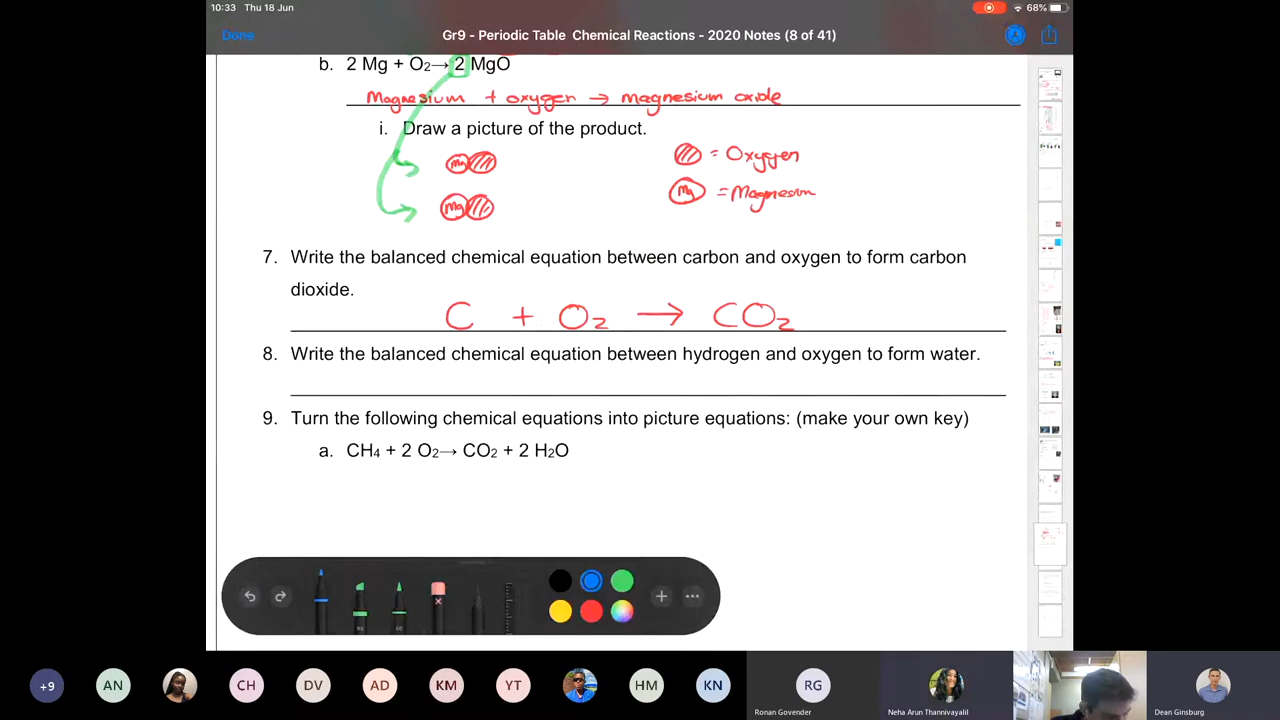 10:33 Thu 18 Jun
68%
Done
Gr9 - Periodic Table Chemical Reactions - 2020 Notes (8 of 41)
b. 2 Mg + O2→ 2 MgO
Magnesium + oxygen → magnesium oxide
i. Draw a picture of the product.
Mg
= Oxygen
Mg
= Magnesium
Mg
7. Write the balanced chemical equation between carbon and oxygen to form carbon
dioxide.
C + O2 → CO2
8. Write the balanced chemical equation between hydrogen and oxygen to form water.
9. Turn the following chemical equations into picture equations: (make your own key)
a. CH4 + 2 O2→ CO2 + 2 H2O
+9 AN CH DV AD KM YT HM KN RG
Ronan Govender
Neha Arun Thannivayalil
Dean Ginsburg